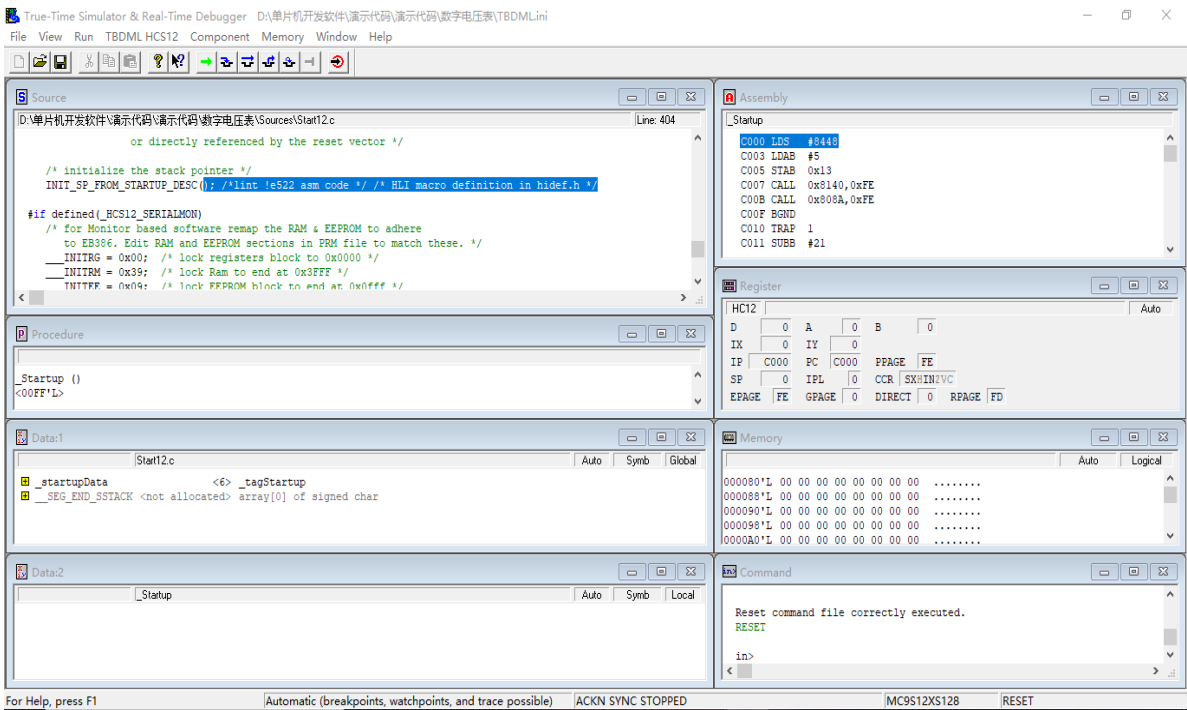 True-Time Simulator & Real-Time Debugger D:\单片机开发软件\演示代码\演示代码\数字电压表\TBDML.ini
File View Run TBDML HCS12 Component Memory Window Help
Source
D:\单片机开发软件\演示代码\演示代码\数字电压表\Sources\Start12.c Line: 404
or directly referenced by the reset vector */
/* initialize the stack pointer */
INIT_SP_FROM_STARTUP_DESC(); /*lint !e522 asm code */ /* HLI macro definition in hidef.h */
#if defined(_HCS12_SERIALMON)
/* for Monitor based software remap the RAM & EEPROM to adhere
to EB386. Edit RAM and EEPROM sections in PRM file to match these. */
___INITRG = 0x00; /* lock registers block to 0x0000 */
___INITRM = 0x39; /* lock Ram to end at 0x3FFF */
___INITEE = 0x09; /* lock EEPROM block to end at 0x0fff */
Procedure
_Startup ()
<00FF'L>
Data:1
Start12.c Auto Symb Global
_startupData <6> _tagStartup
__SEG_END_SSTACK <not allocated> array[0] of signed char
Data:2
_Startup Auto Symb Local
Assembly
_Startup
C000 LDS #8448
C003 LDAB #5
C005 STAB 0x13
C007 CALL 0x8140,0xFE
C00B CALL 0x808A,0xFE
C00F BGND
C010 TRAP 1
C011 SUBB #21
Register
HC12 Auto
D 0 A 0 B 0
IX 0 IY 0
IP C000 PC C000 PPAGE FE
SP 0 IPL 0 CCR SXHINZVC
EPAGE FE GPAGE 0 DIRECT 0 RPAGE FD
Memory
Auto Logical
000080'L 00 00 00 00 00 00 00 00 ........
000088'L 00 00 00 00 00 00 00 00 ........
000090'L 00 00 00 00 00 00 00 00 ........
000098'L 00 00 00 00 00 00 00 00 ........
0000A0'L 00 00 00 00 00 00 00 00 ........
Command
Reset command file correctly executed.
RESET
in>
For Help, press F1 Automatic (breakpoints, watchpoints, and trace possible) ACKN SYNC STOPPED MC9S12XS128 RESET